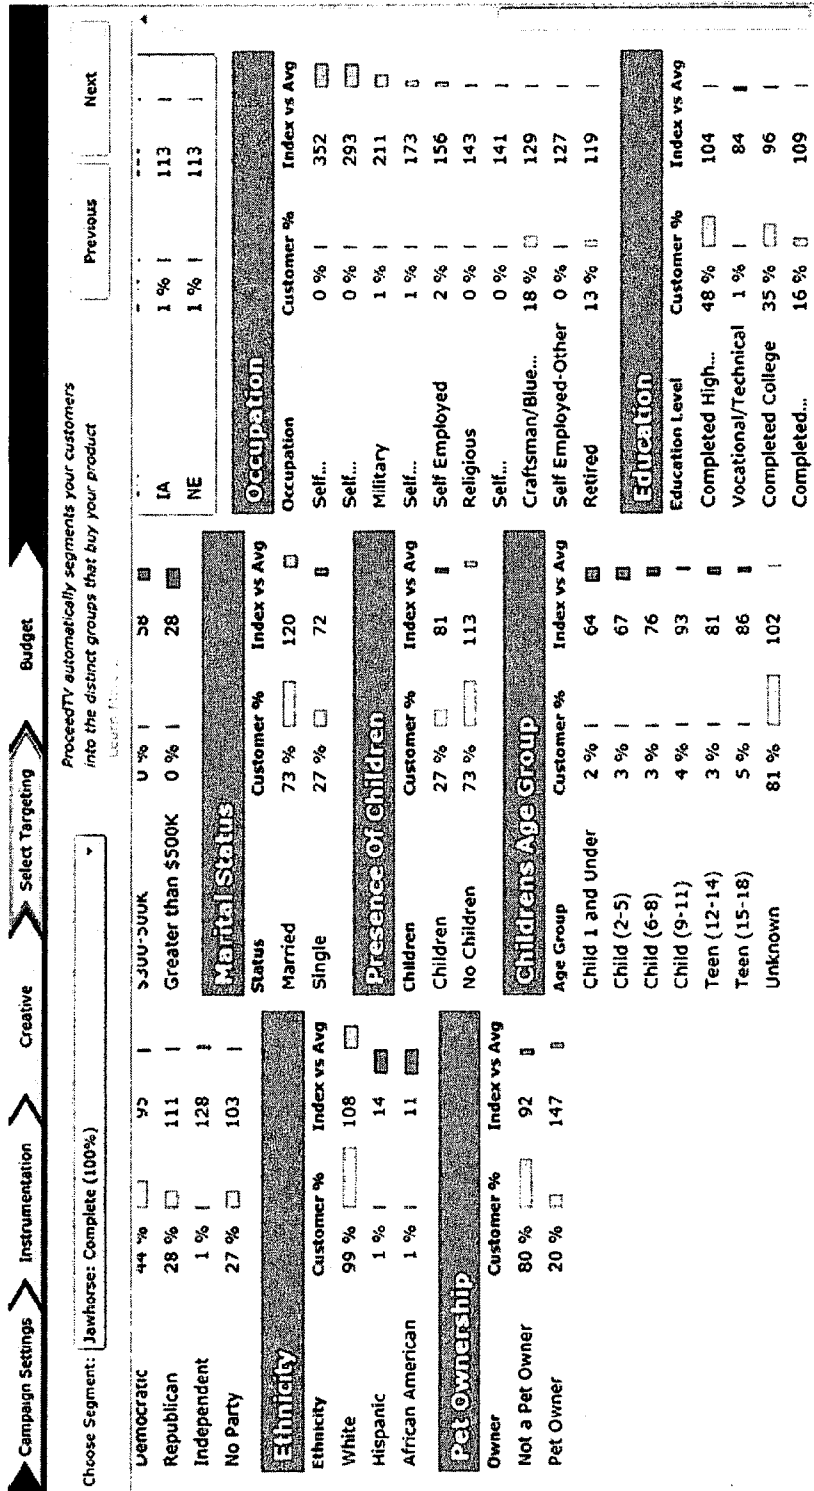 Campaign Settings Instrumentation Creative Select Targeting Budget
Choose Segment: Jawhorse: Complete (100%)
ProceedTV automatically segments your customers
into the distinct groups that buy your product
Previous Next
Democratic 44 % 95
Republican 28 % 111
Independent 1 % 128
No Party 27 % 103
Ethnicity
Ethnicity Customer % Index vs Avg
White 99 % 108
Hispanic 1 % 14
African American 1 % 11
Pet Ownership
Owner Customer % Index vs Avg
Not a Pet Owner 80 % 92
Pet Owner 20 % 147
$300-500K 0 % 58
Greater than $500K 0 % 28
Marital Status
Status Customer % Index vs Avg
Married 73 % 120
Single 27 % 72
Presence Of Children
Children Customer % Index vs Avg
Children 27 % 81
No Children 73 % 113
Childrens Age Group
Age Group Customer % Index vs Avg
Child 1 and Under 2 % 64
Child (2-5) 3 % 67
Child (6-8) 3 % 76
Child (9-11) 4 % 93
Teen (12-14) 3 % 81
Teen (15-18) 5 % 86
Unknown 81 % 102
IA 1 % 113
NE 1 % 113
Occupation
Occupation Customer % Index vs Avg
Self... 0 % 352
Self... 0 % 293
Military 1 % 211
Self... 1 % 173
Self Employed 2 % 156
Religious 0 % 143
Self... 0 % 141
Craftsman/Blue... 18 % 129
Self Employed-Other 0 % 127
Retired 13 % 119
Education
Education Level Customer % Index vs Avg
Completed High... 48 % 104
Vocational/Technical 1 % 84
Completed College 35 % 96
Completed... 16 % 109